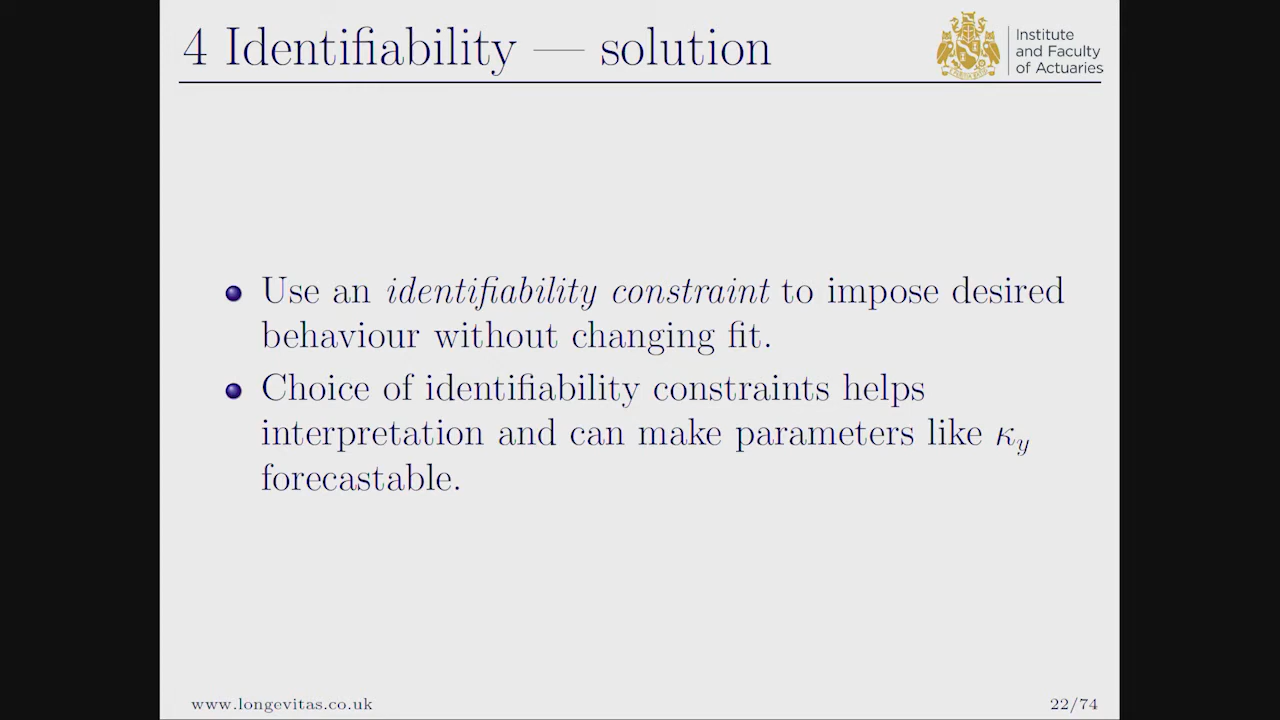 4 Identifiability — solution
Institute
and Faculty
of Actuaries
Use an identifiability constraint to impose desired
behaviour without changing fit.
Choice of identifiability constraints helps
interpretation and can make parameters like κy
forecastable.
www.longevitas.co.uk
22/74